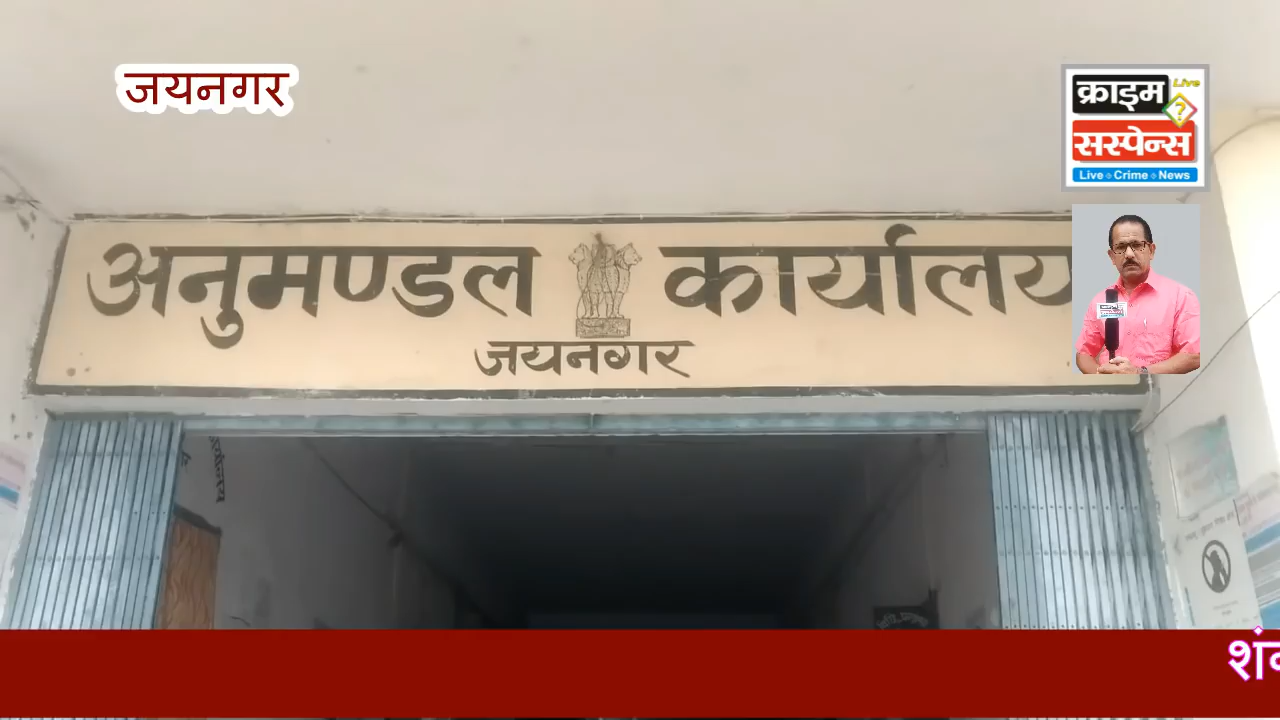 जयनगर
क्राइम Live
?
सस्पेन्स
Live Crime News
अनुमण्डल कार्यालय
जयनगर